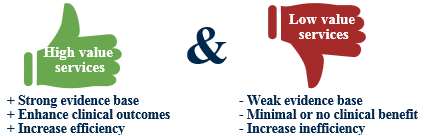 High value
services
&
Low value
services
+ Strong evidence base
+ Enhance clinical outcomes
+ Increase efficiency
- Weak evidence base
- Minimal or no clinical benefit
- Increase inefficiency